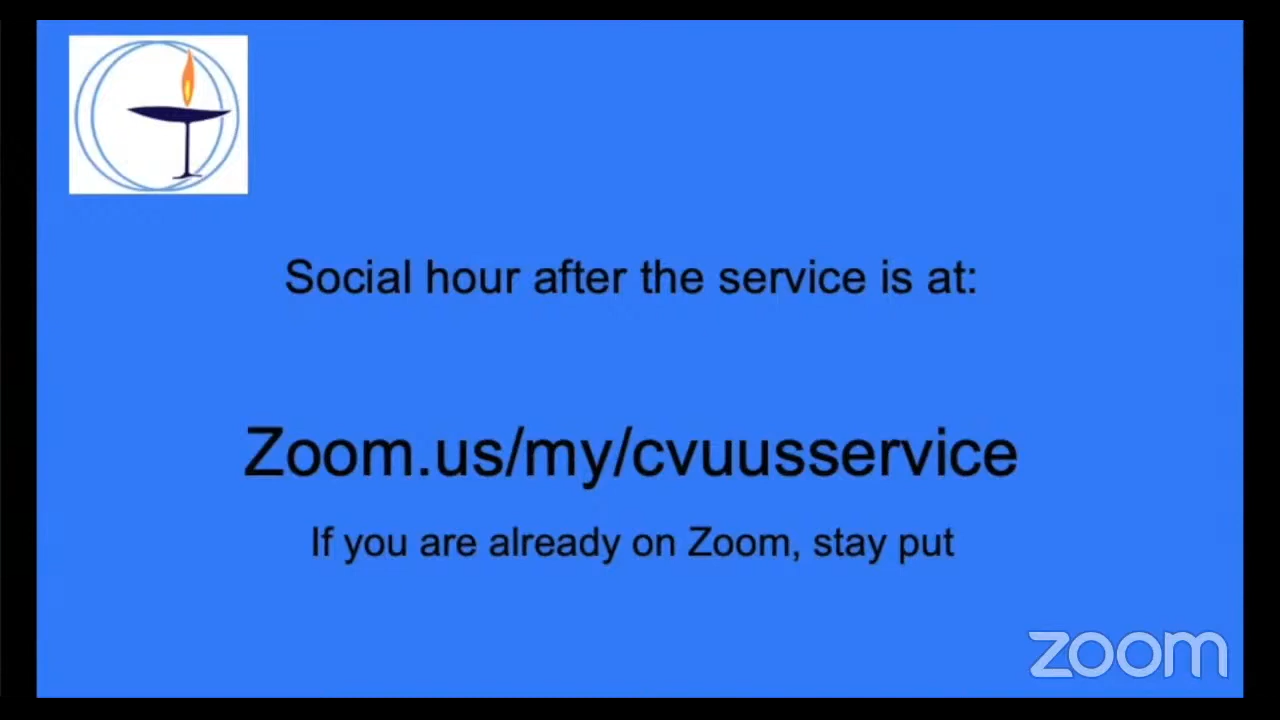 Social hour after the service is at:
Zoom.us/my/cvuusservice
If you are already on Zoom, stay put
zoom